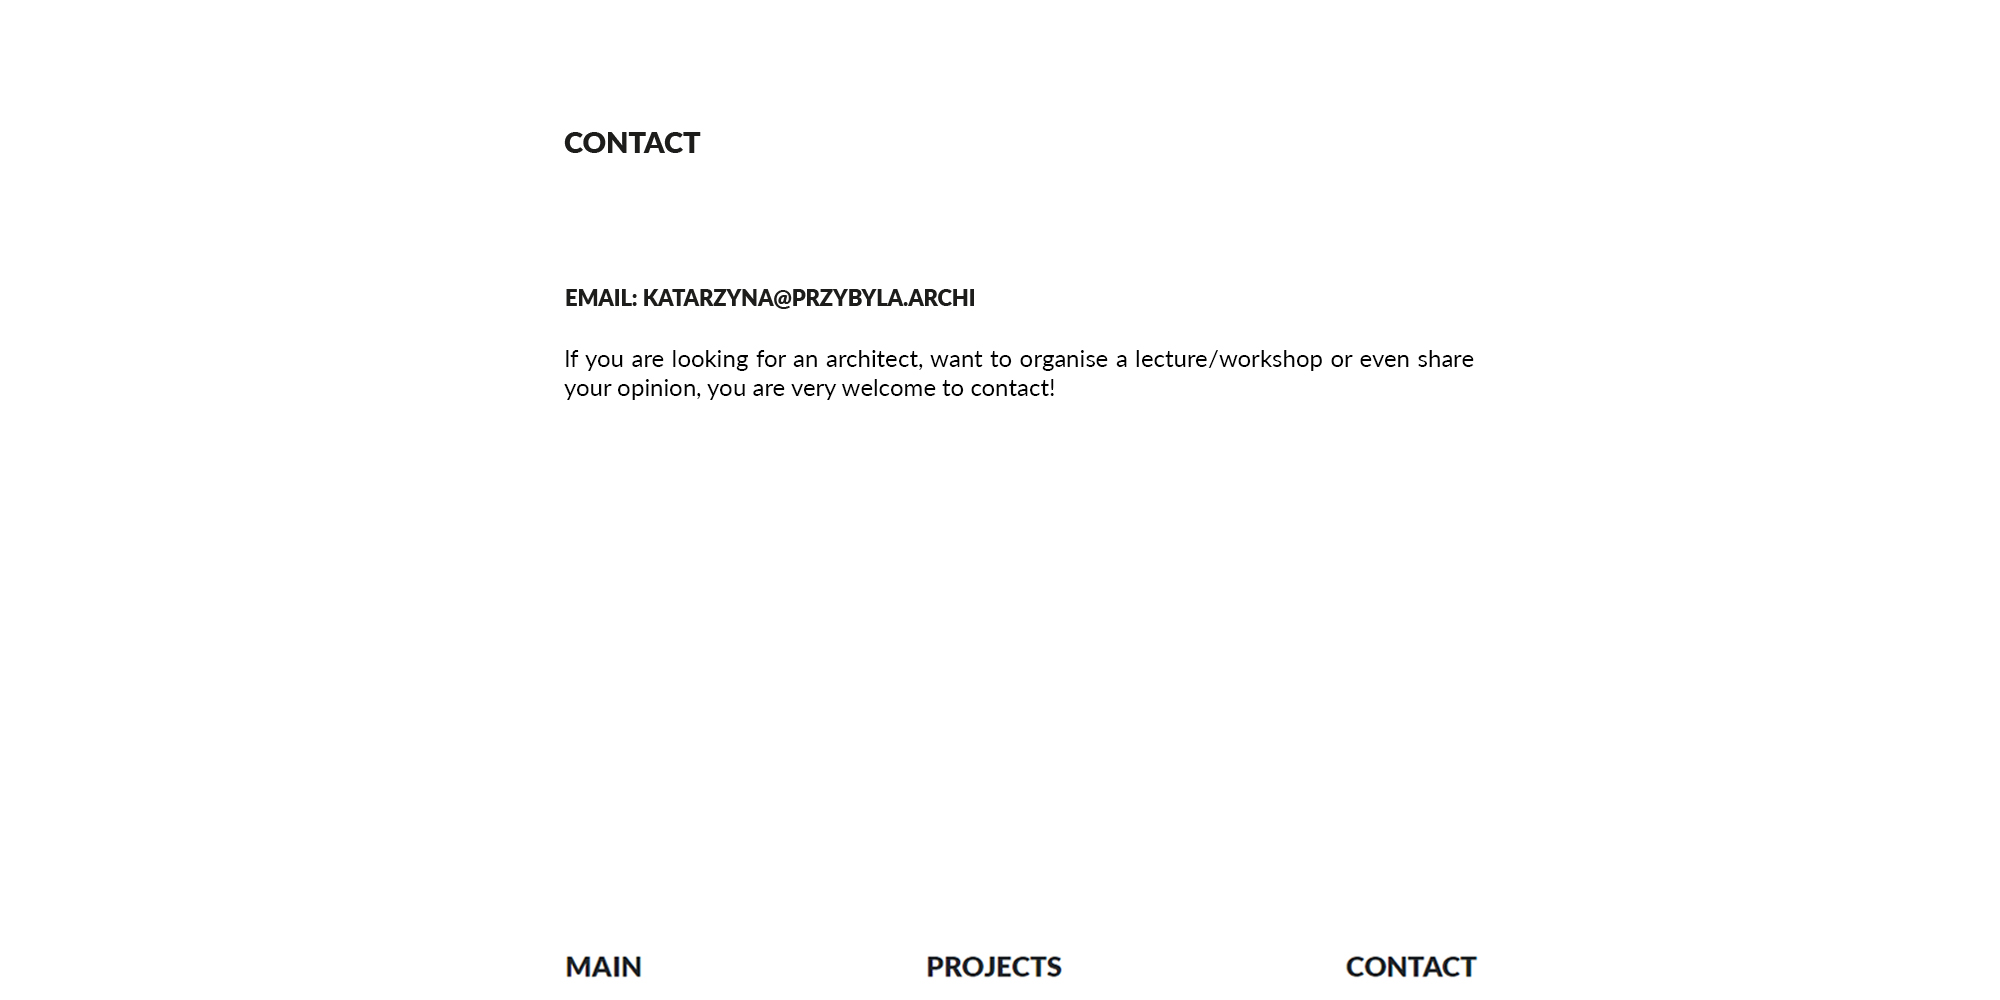 CONTACT
EMAIL: KATARZYNA@PRZYBYLA.ARCHI
If you are looking for an architect, want to organise a lecture/workshop or even share
your opinion, you are very welcome to contact!
MAIN PROJECTS CONTACT